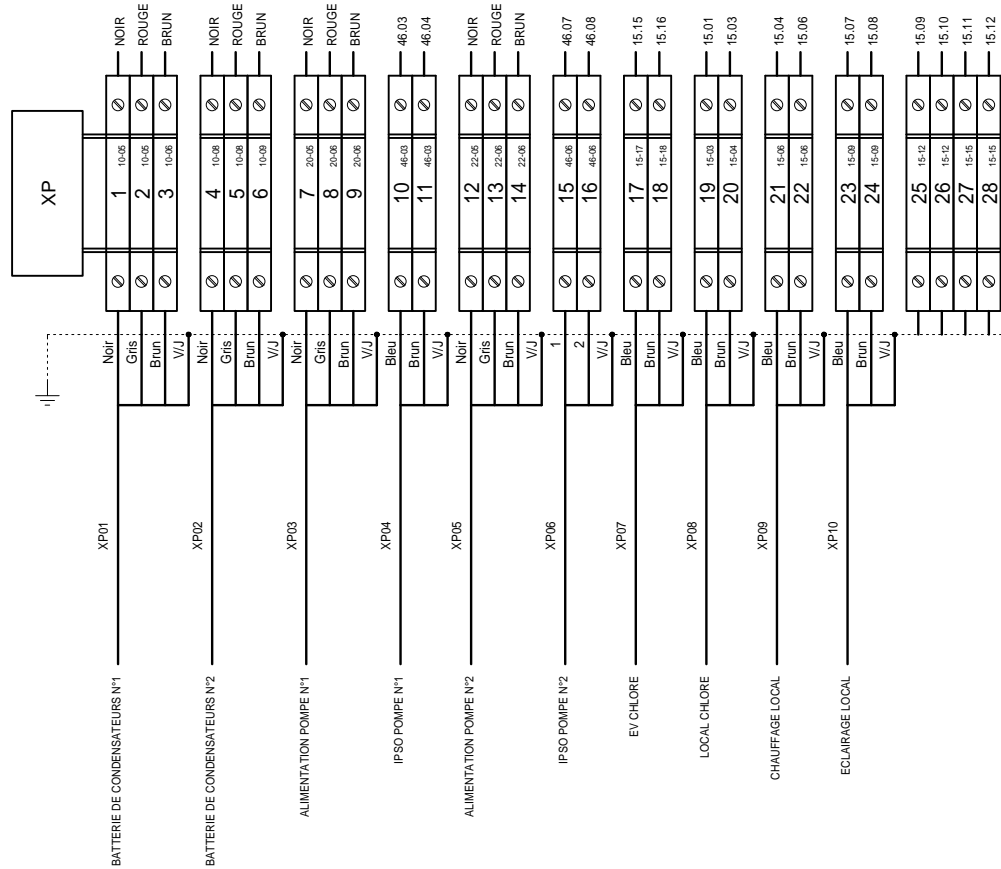 XP
NOIR
ROUGE
BRUN
NOIR
ROUGE
BRUN
NOIR
ROUGE
BRUN
46.03
46.04
NOIR
ROUGE
BRUN
46.07
46.08
15.15
15.16
15.01
15.03
15.04
15.06
15.07
15.08
15.09
15.10
15.11
15.12
1 10-05
2 10-05
3 10-06
4 10-08
5 10-08
6 10-09
7 20-05
8 20-06
9 20-06
10 46-03
11 46-03
12 22-05
13 22-06
14 22-06
15 46-06
16 46-06
17 15-17
18 15-18
19 15-03
20 15-04
21 15-06
22 15-06
23 15-09
24 15-09
25 15-12
26 15-12
27 15-15
28 15-15
Noir
Gris
Brun
V/J
Noir
Gris
Brun
V/J
Noir
Gris
Brun
V/J
Bleu
Brun
V/J
Noir
Gris
Brun
V/J
1
2
V/J
Bleu
Brun
V/J
Bleu
Brun
V/J
Bleu
Brun
V/J
Bleu
Brun
V/J
XP01
XP02
XP03
XP04
XP05
XP06
XP07
XP08
XP09
XP10
BATTERIE DE CONDENSATEURS N°1
BATTERIE DE CONDENSATEURS N°2
ALIMENTATION POMPE N°1
IPSO POMPE N°1
ALIMENTATION POMPE N°2
IPSO POMPE N°2
EV CHLORE
LOCAL CHLORE
CHAUFFAGE LOCAL
ECLAIRAGE LOCAL